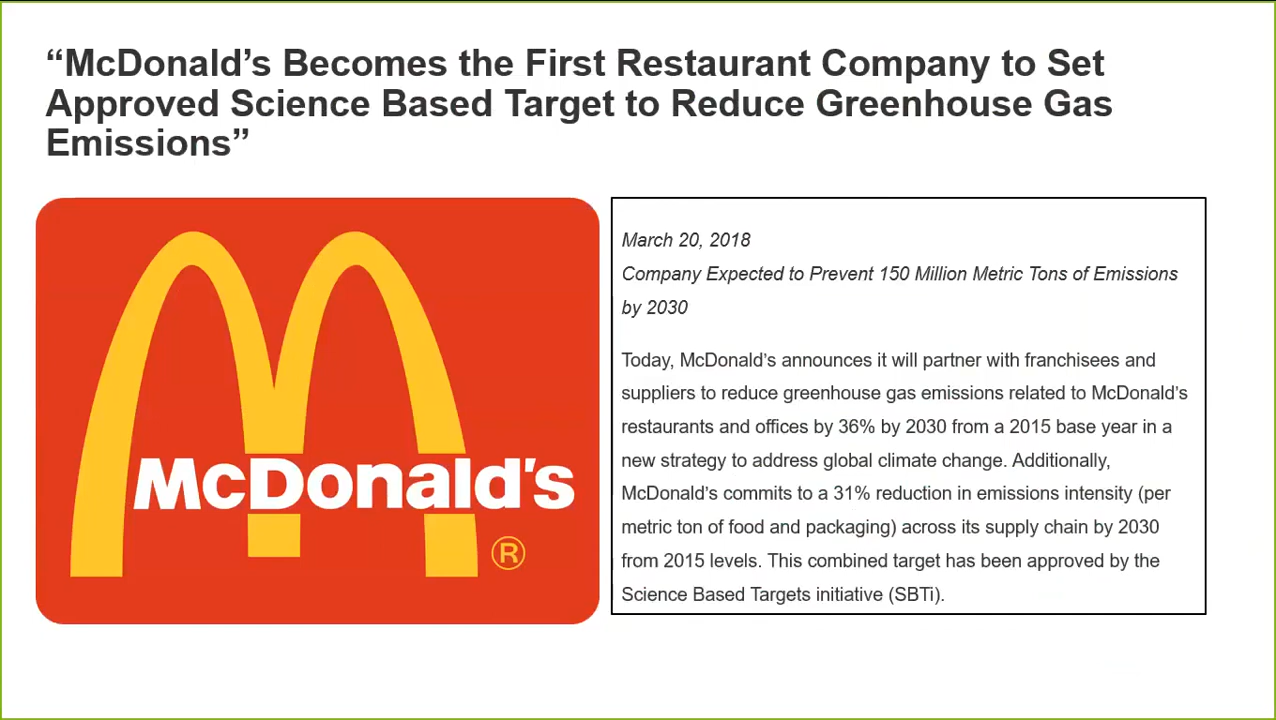 “McDonald’s Becomes the First Restaurant Company to Set
Approved Science Based Target to Reduce Greenhouse Gas
Emissions”
McDonald's
®
March 20, 2018
Company Expected to Prevent 150 Million Metric Tons of Emissions
by 2030
Today, McDonald’s announces it will partner with franchisees and
suppliers to reduce greenhouse gas emissions related to McDonald’s
restaurants and offices by 36% by 2030 from a 2015 base year in a
new strategy to address global climate change. Additionally,
McDonald’s commits to a 31% reduction in emissions intensity (per
metric ton of food and packaging) across its supply chain by 2030
from 2015 levels. This combined target has been approved by the
Science Based Targets initiative (SBTi).